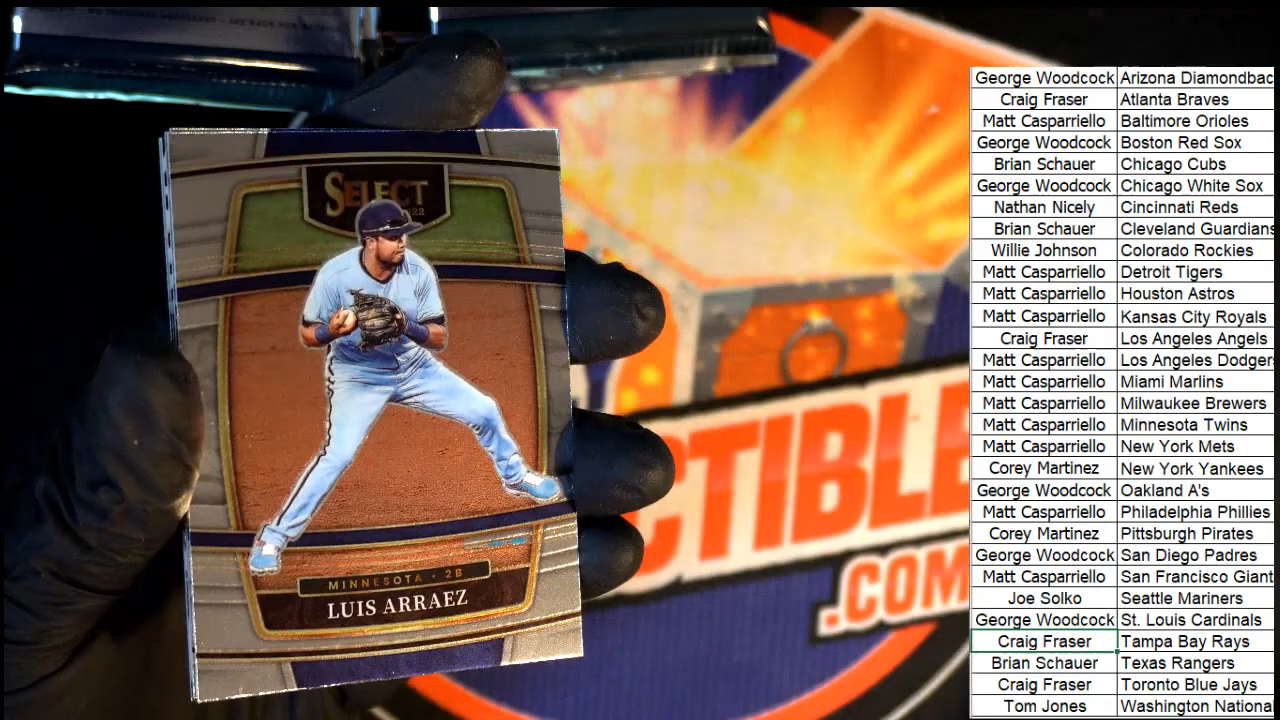 SELECT
22
MINNESOTA · 2B
LUIS ARRAEZ
CTIBLE
.COM
George Woodcock Arizona Diamondbac
Craig Fraser Atlanta Braves
Matt Casparriello Baltimore Orioles
George Woodcock Boston Red Sox
Brian Schauer Chicago Cubs
George Woodcock Chicago White Sox
Nathan Nicely Cincinnati Reds
Brian Schauer Cleveland Guardians
Willie Johnson Colorado Rockies
Matt Casparriello Detroit Tigers
Matt Casparriello Houston Astros
Matt Casparriello Kansas City Royals
Craig Fraser Los Angeles Angels
Matt Casparriello Los Angeles Dodgers
Matt Casparriello Miami Marlins
Matt Casparriello Milwaukee Brewers
Matt Casparriello Minnesota Twins
Matt Casparriello New York Mets
Corey Martinez New York Yankees
George Woodcock Oakland A's
Matt Casparriello Philadelphia Phillies
Corey Martinez Pittsburgh Pirates
George Woodcock San Diego Padres
Matt Casparriello San Francisco Giant
Joe Solko Seattle Mariners
George Woodcock St. Louis Cardinals
Craig Fraser Tampa Bay Rays
Brian Schauer Texas Rangers
Craig Fraser Toronto Blue Jays
Tom Jones Washington Nationa